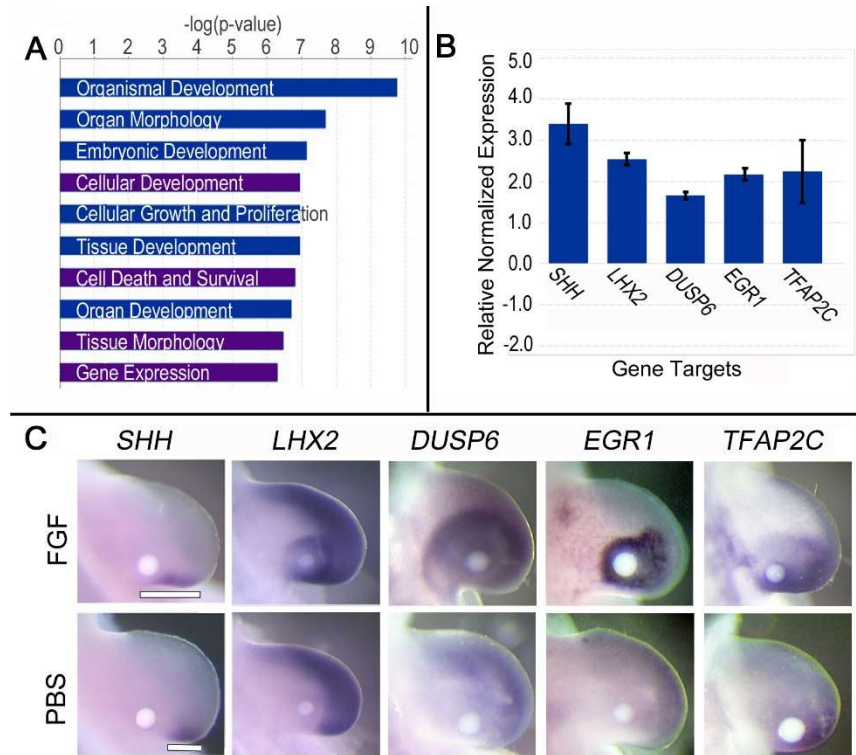 A
-log(p-value)
0 1 2 3 4 5 6 7 8 9 10
Organismal Development
Organ Morphology
Embryonic Development
Cellular Development
Cellular Growth and Proliferation
Tissue Development
Cell Death and Survival
Organ Development
Tissue Morphology
Gene Expression
B
Relative Normalized Expression
5.0
4.0
3.0
2.0
1.0
0.0
-1.0
-2.0
SHH LHX2 DUSP6 EGR1 TFAP2C
Gene Targets
C
SHH LHX2 DUSP6 EGR1 TFAP2C
FGF
PBS